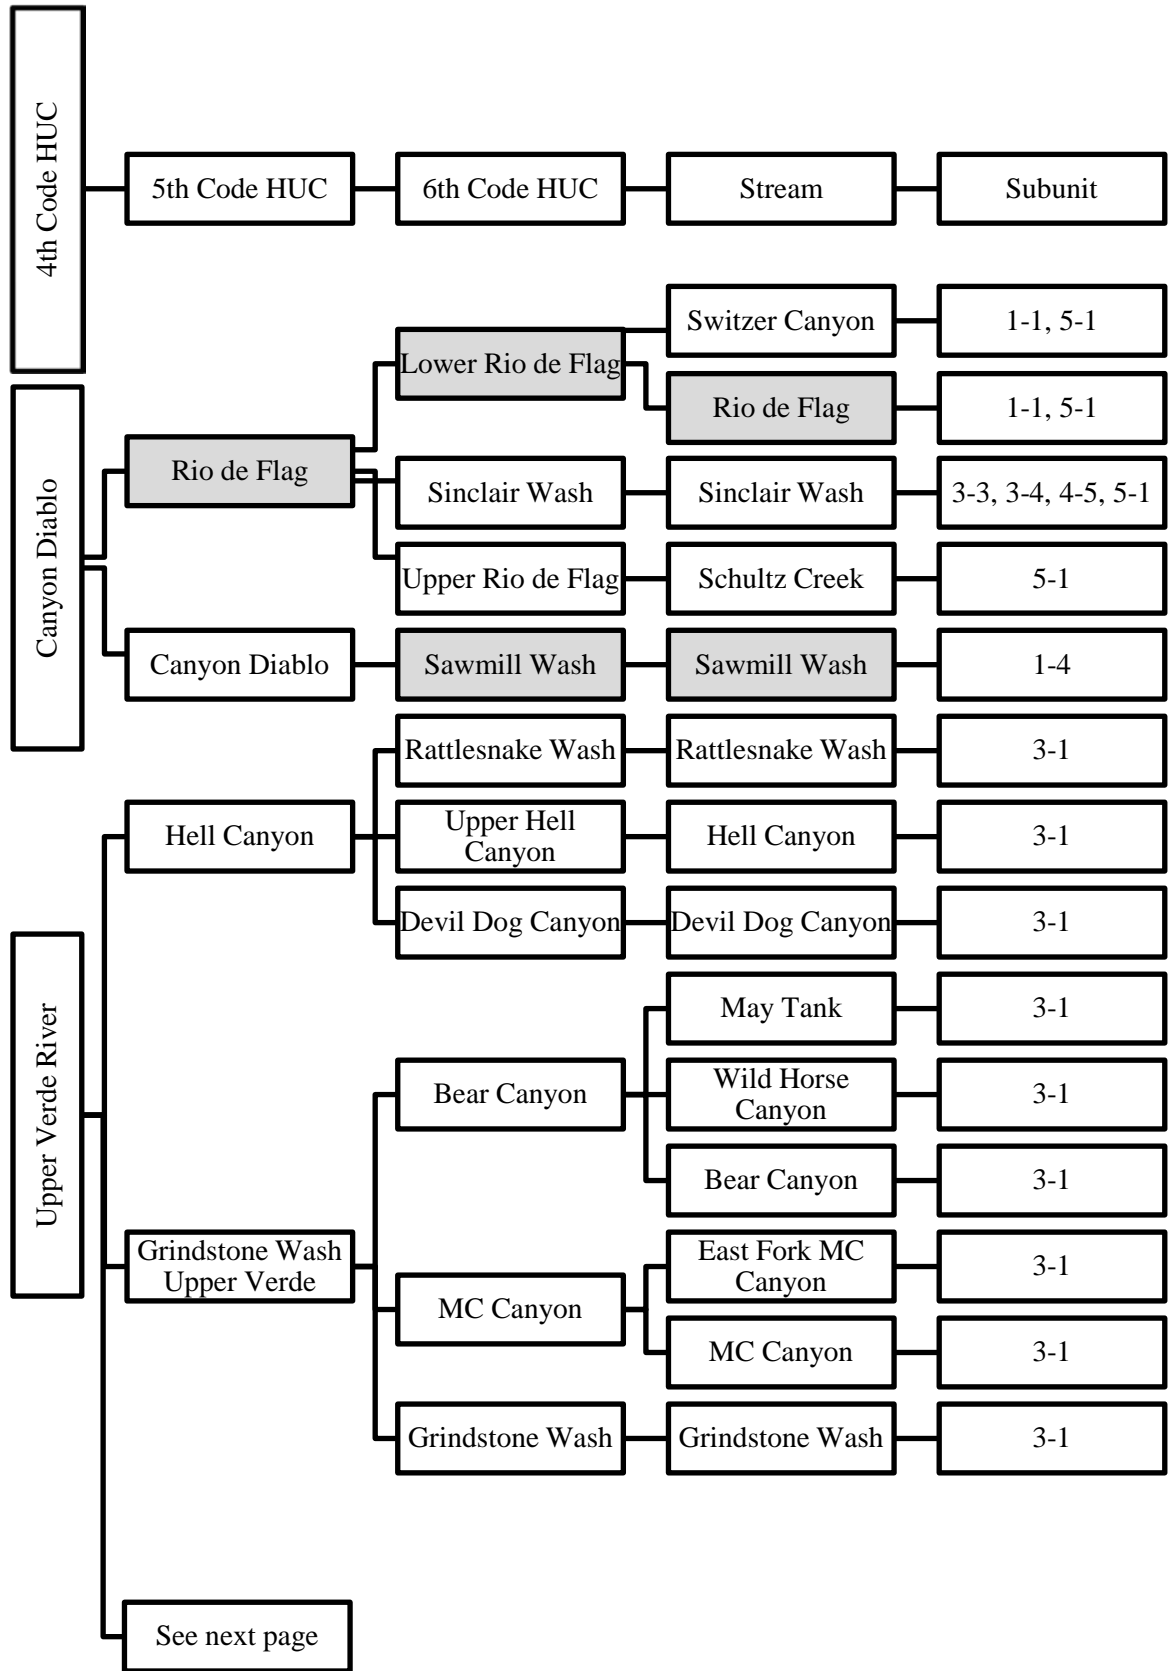 4th Code HUC
5th Code HUC
6th Code HUC
Stream
Subunit
Canyon Diablo
Rio de Flag
Lower Rio de Flag
Switzer Canyon
1-1, 5-1
Rio de Flag
1-1, 5-1
Sinclair Wash
Sinclair Wash
3-3, 3-4, 4-5, 5-1
Upper Rio de Flag
Schultz Creek
5-1
Canyon Diablo
Sawmill Wash
Sawmill Wash
1-4
Upper Verde River
Hell Canyon
Rattlesnake Wash
Rattlesnake Wash
3-1
Upper Hell
Canyon
Hell Canyon
3-1
Devil Dog Canyon
Devil Dog Canyon
3-1
Grindstone Wash
Upper Verde
Bear Canyon
May Tank
3-1
Wild Horse
Canyon
3-1
Bear Canyon
3-1
MC Canyon
East Fork MC
Canyon
3-1
MC Canyon
3-1
Grindstone Wash
Grindstone Wash
3-1
See next page